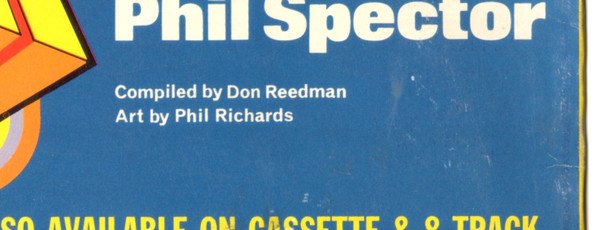 Phil Spector
Compiled by Don Reedman
Art by Phil Richards
SO AVAILABLE ON CASSETTE & 8 TRACK